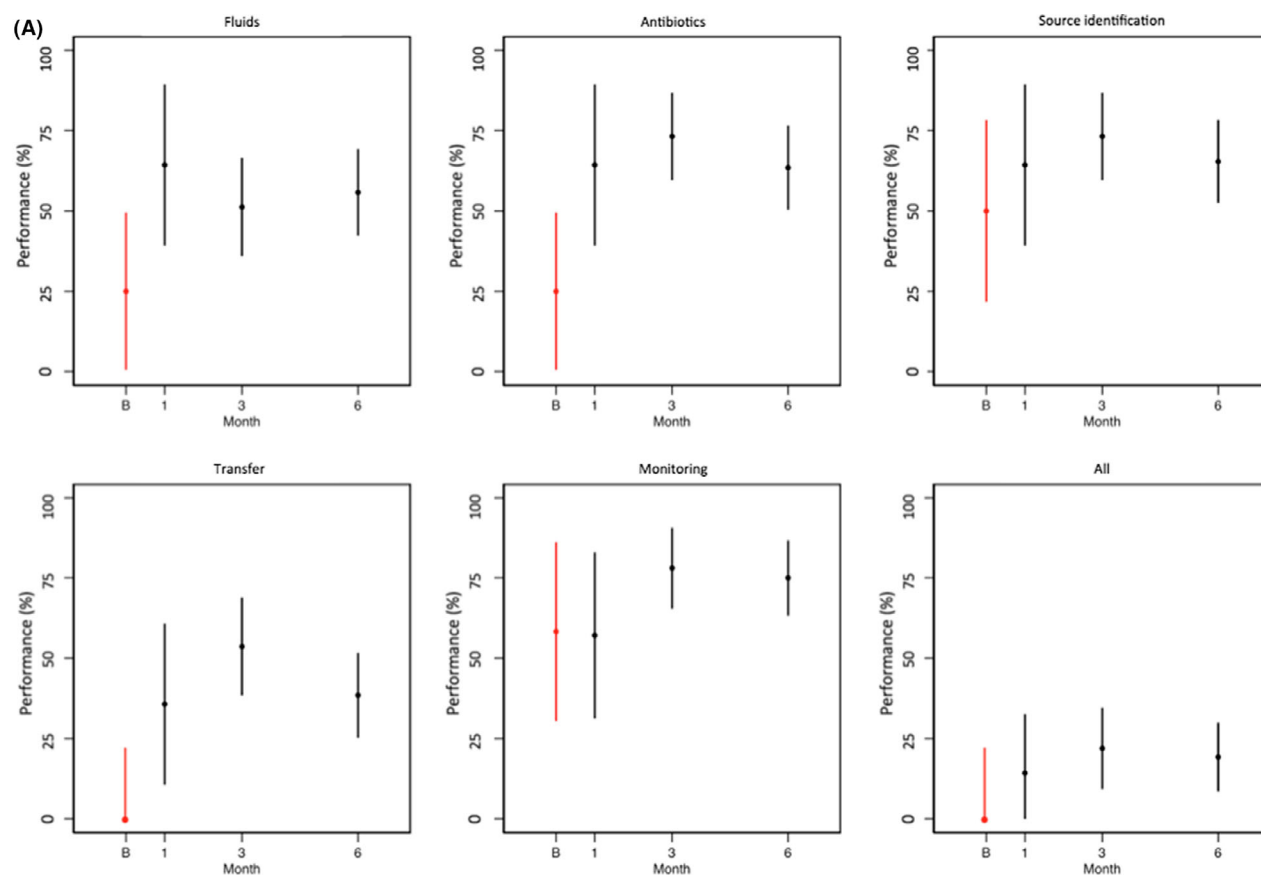 (A)
Fluids
Antibiotics
Source identification
Performance (%)
100
75
50
25
0
B 1 3 6
Month
Performance (%)
100
75
50
25
0
B 1 3 6
Month
Performance (%)
100
75
50
25
0
B 1 3 6
Month
Transfer
Monitoring
All
Performance (%)
100
75
50
25
0
B 1 3 6
Month
Performance (%)
100
75
50
25
0
B 1 3 6
Month
Performance (%)
100
75
50
25
0
B 1 3 6
Month